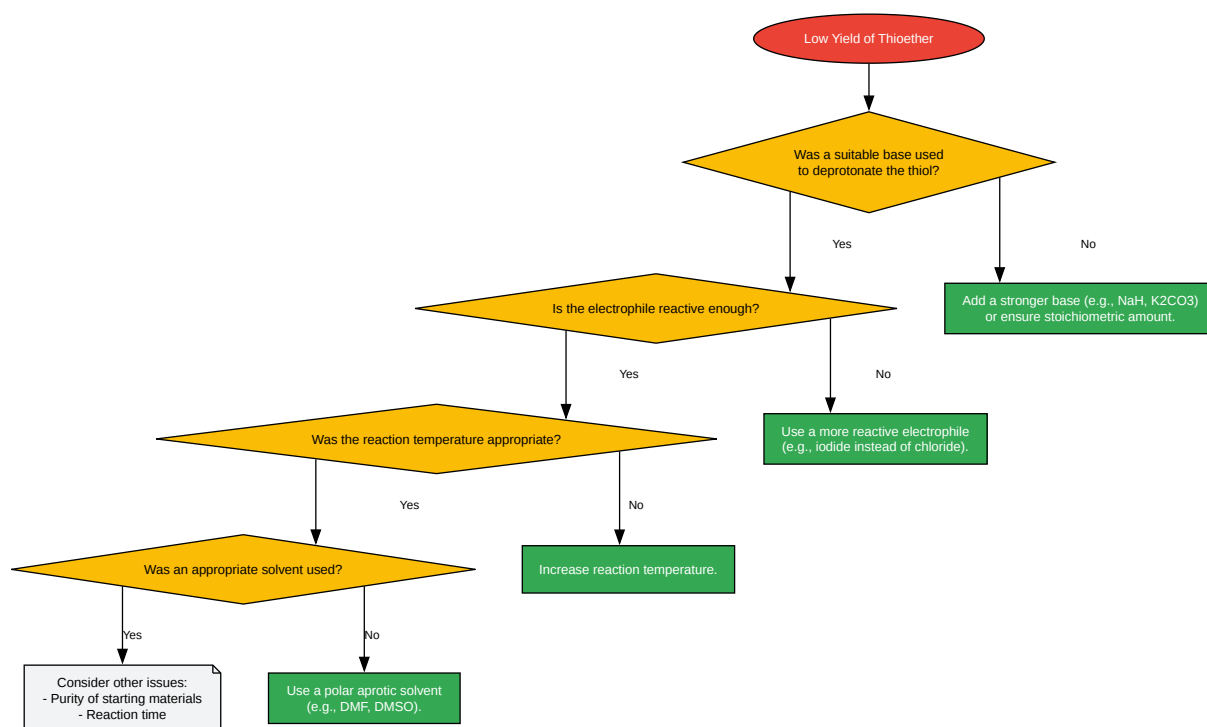 Low Yield of Thioether
Was a suitable base used
to deprotonate the thiol?
Yes
No
Is the electrophile reactive enough?
Add a stronger base (e.g., NaH, K2CO3)
or ensure stoichiometric amount.
Yes
No
Was the reaction temperature appropriate?
Use a more reactive electrophile
(e.g., iodide instead of chloride).
Yes
No
Was an appropriate solvent used?
Increase reaction temperature.
Yes
No
Consider other issues:
- Purity of starting materials
- Reaction time
Use a polar aprotic solvent
(e.g., DMF, DMSO).